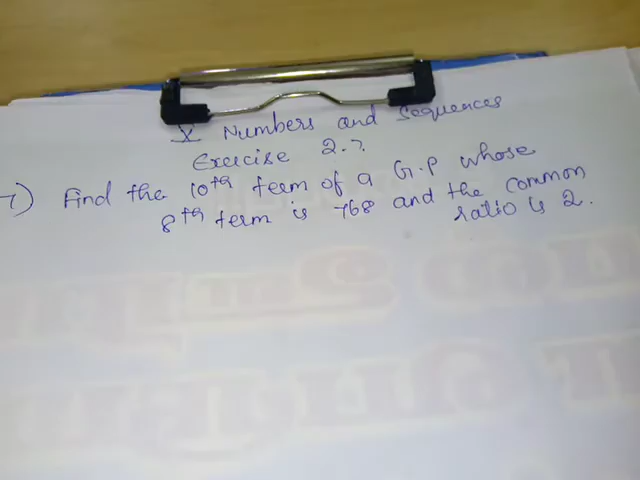 X Numbers and Sequences
Exercise 2.7
7) Find the 10th term of a G.P whose
8th term is 768 and the common
ratio is 2.